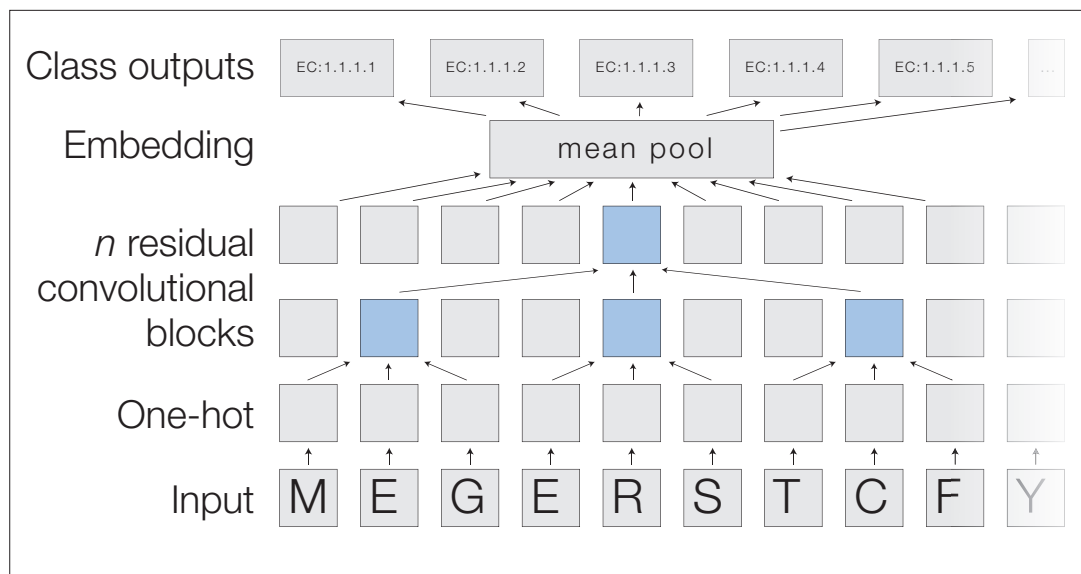 Class outputs
EC:1.1.1.1 EC:1.1.1.2 EC:1.1.1.3 EC:1.1.1.4 EC:1.1.1.5 ...
Embedding
mean pool
n residual
convolutional
blocks
One-hot
Input
M E G E R S T C F Y